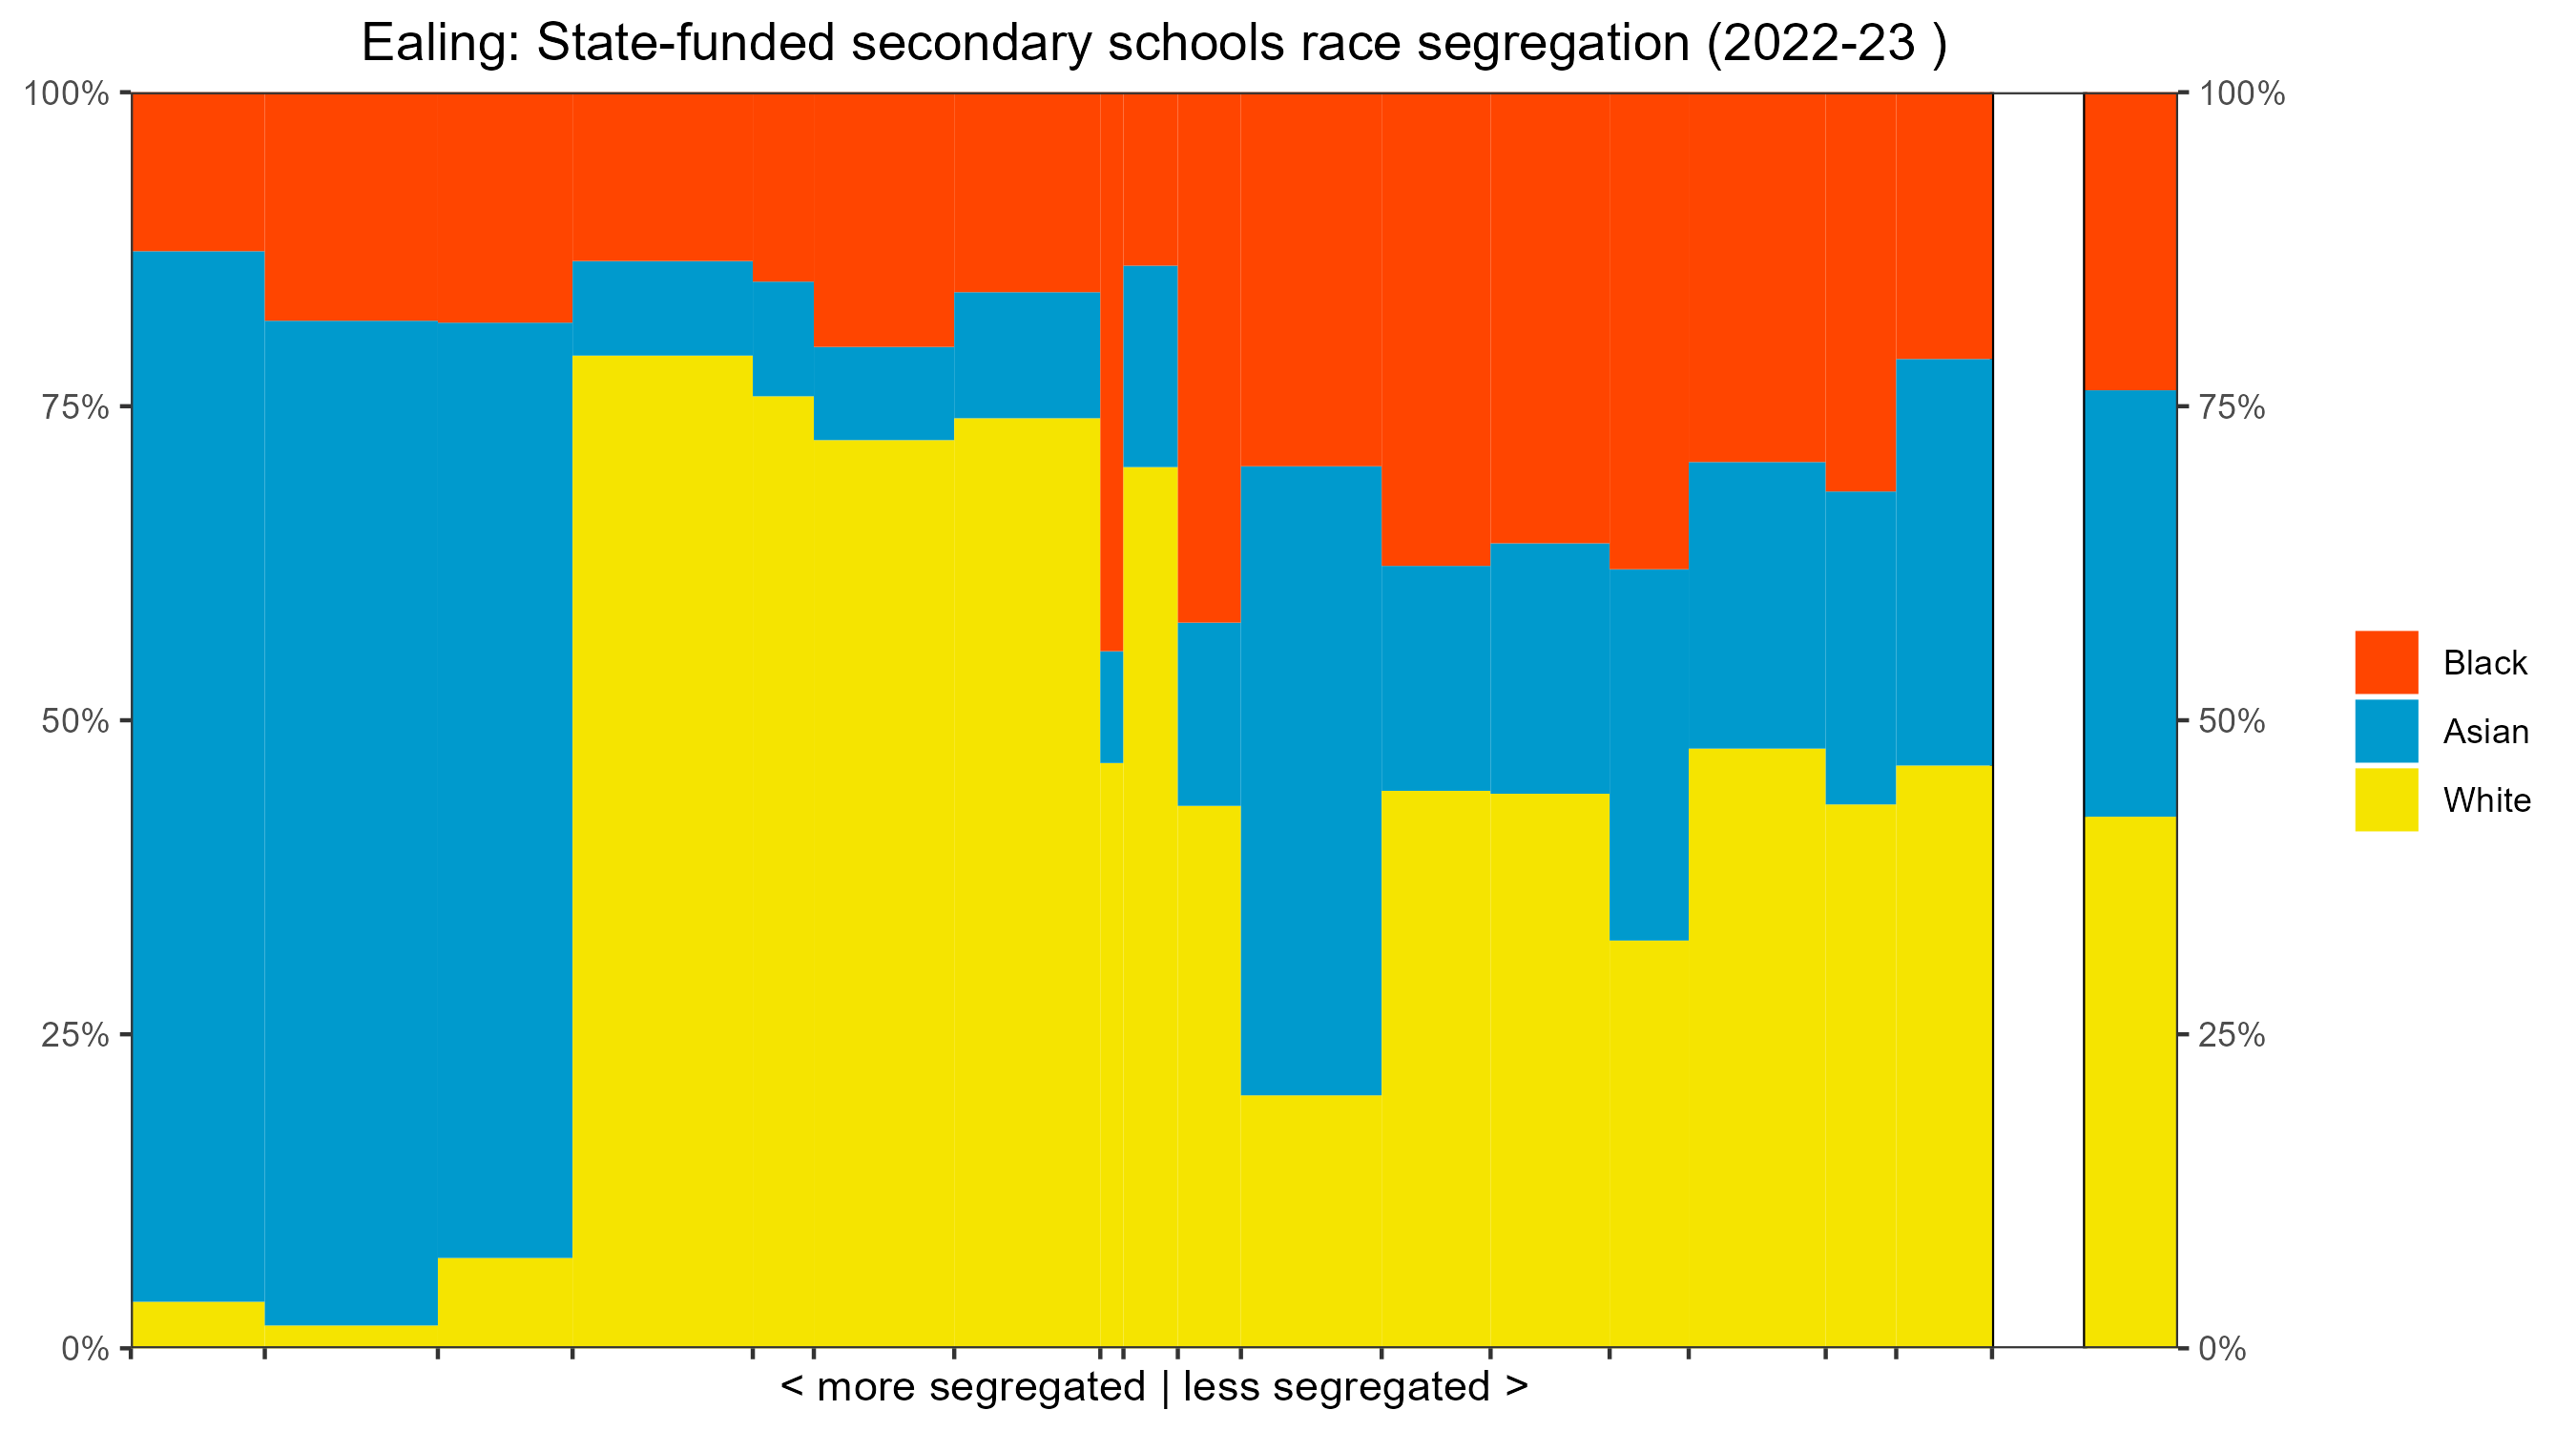 Ealing: State-funded secondary schools race segregation (2022-23 )
100%
75%
50%
25%
0%
100%
75%
50%
25%
0%
< more segregated | less segregated >
Black
Asian
White